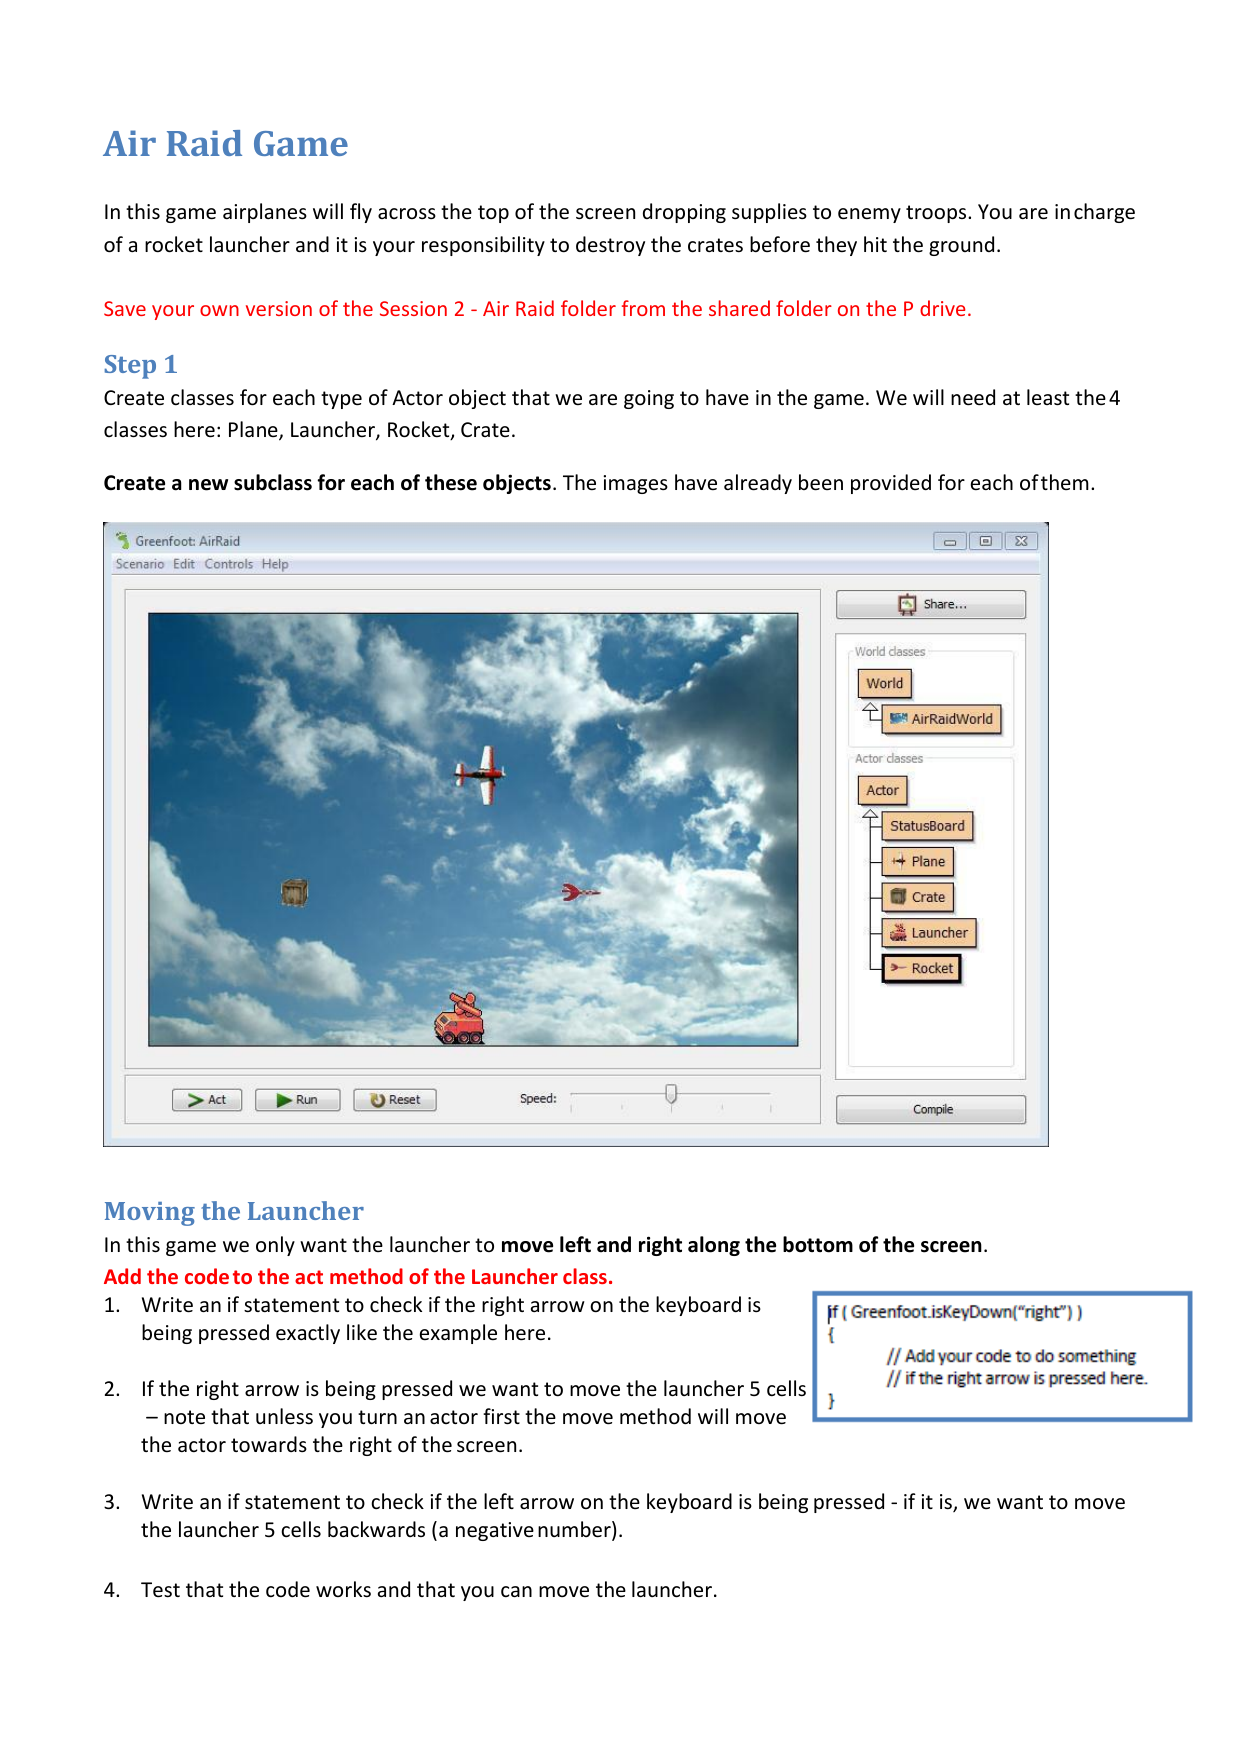 Air Raid Game
In this game airplanes will fly across the top of the screen dropping supplies to enemy troops. You are in charge
of a rocket launcher and it is your responsibility to destroy the crates before they hit the ground.
Save your own version of the Session 2 - Air Raid folder from the shared folder on the P drive.
Step 1
Create classes for each type of Actor object that we are going to have in the game. We will need at least the 4
classes here: Plane, Launcher, Rocket, Crate.
Create a new subclass for each of these objects. The images have already been provided for each of them.
Greenfoot: AirRaid
Scenario Edit Controls Help
Share...
World classes
World
AirRaidWorld
Actor classes
Actor
StatusBoard
Plane
Crate
Launcher
Rocket
Act
Run
Reset
Speed:
Compile
Moving the Launcher
In this game we only want the launcher to move left and right along the bottom of the screen.
Add the code to the act method of the Launcher class.
1. Write an if statement to check if the right arrow on the keyboard is
being pressed exactly like the example here.
if ( Greenfoot.isKeyDown(“right”) )
{
// Add your code to do something
// if the right arrow is pressed here.
}
2. If the right arrow is being pressed we want to move the launcher 5 cells
– note that unless you turn an actor first the move method will move
the actor towards the right of the screen.
3. Write an if statement to check if the left arrow on the keyboard is being pressed - if it is, we want to move
the launcher 5 cells backwards (a negative number).
4. Test that the code works and that you can move the launcher.